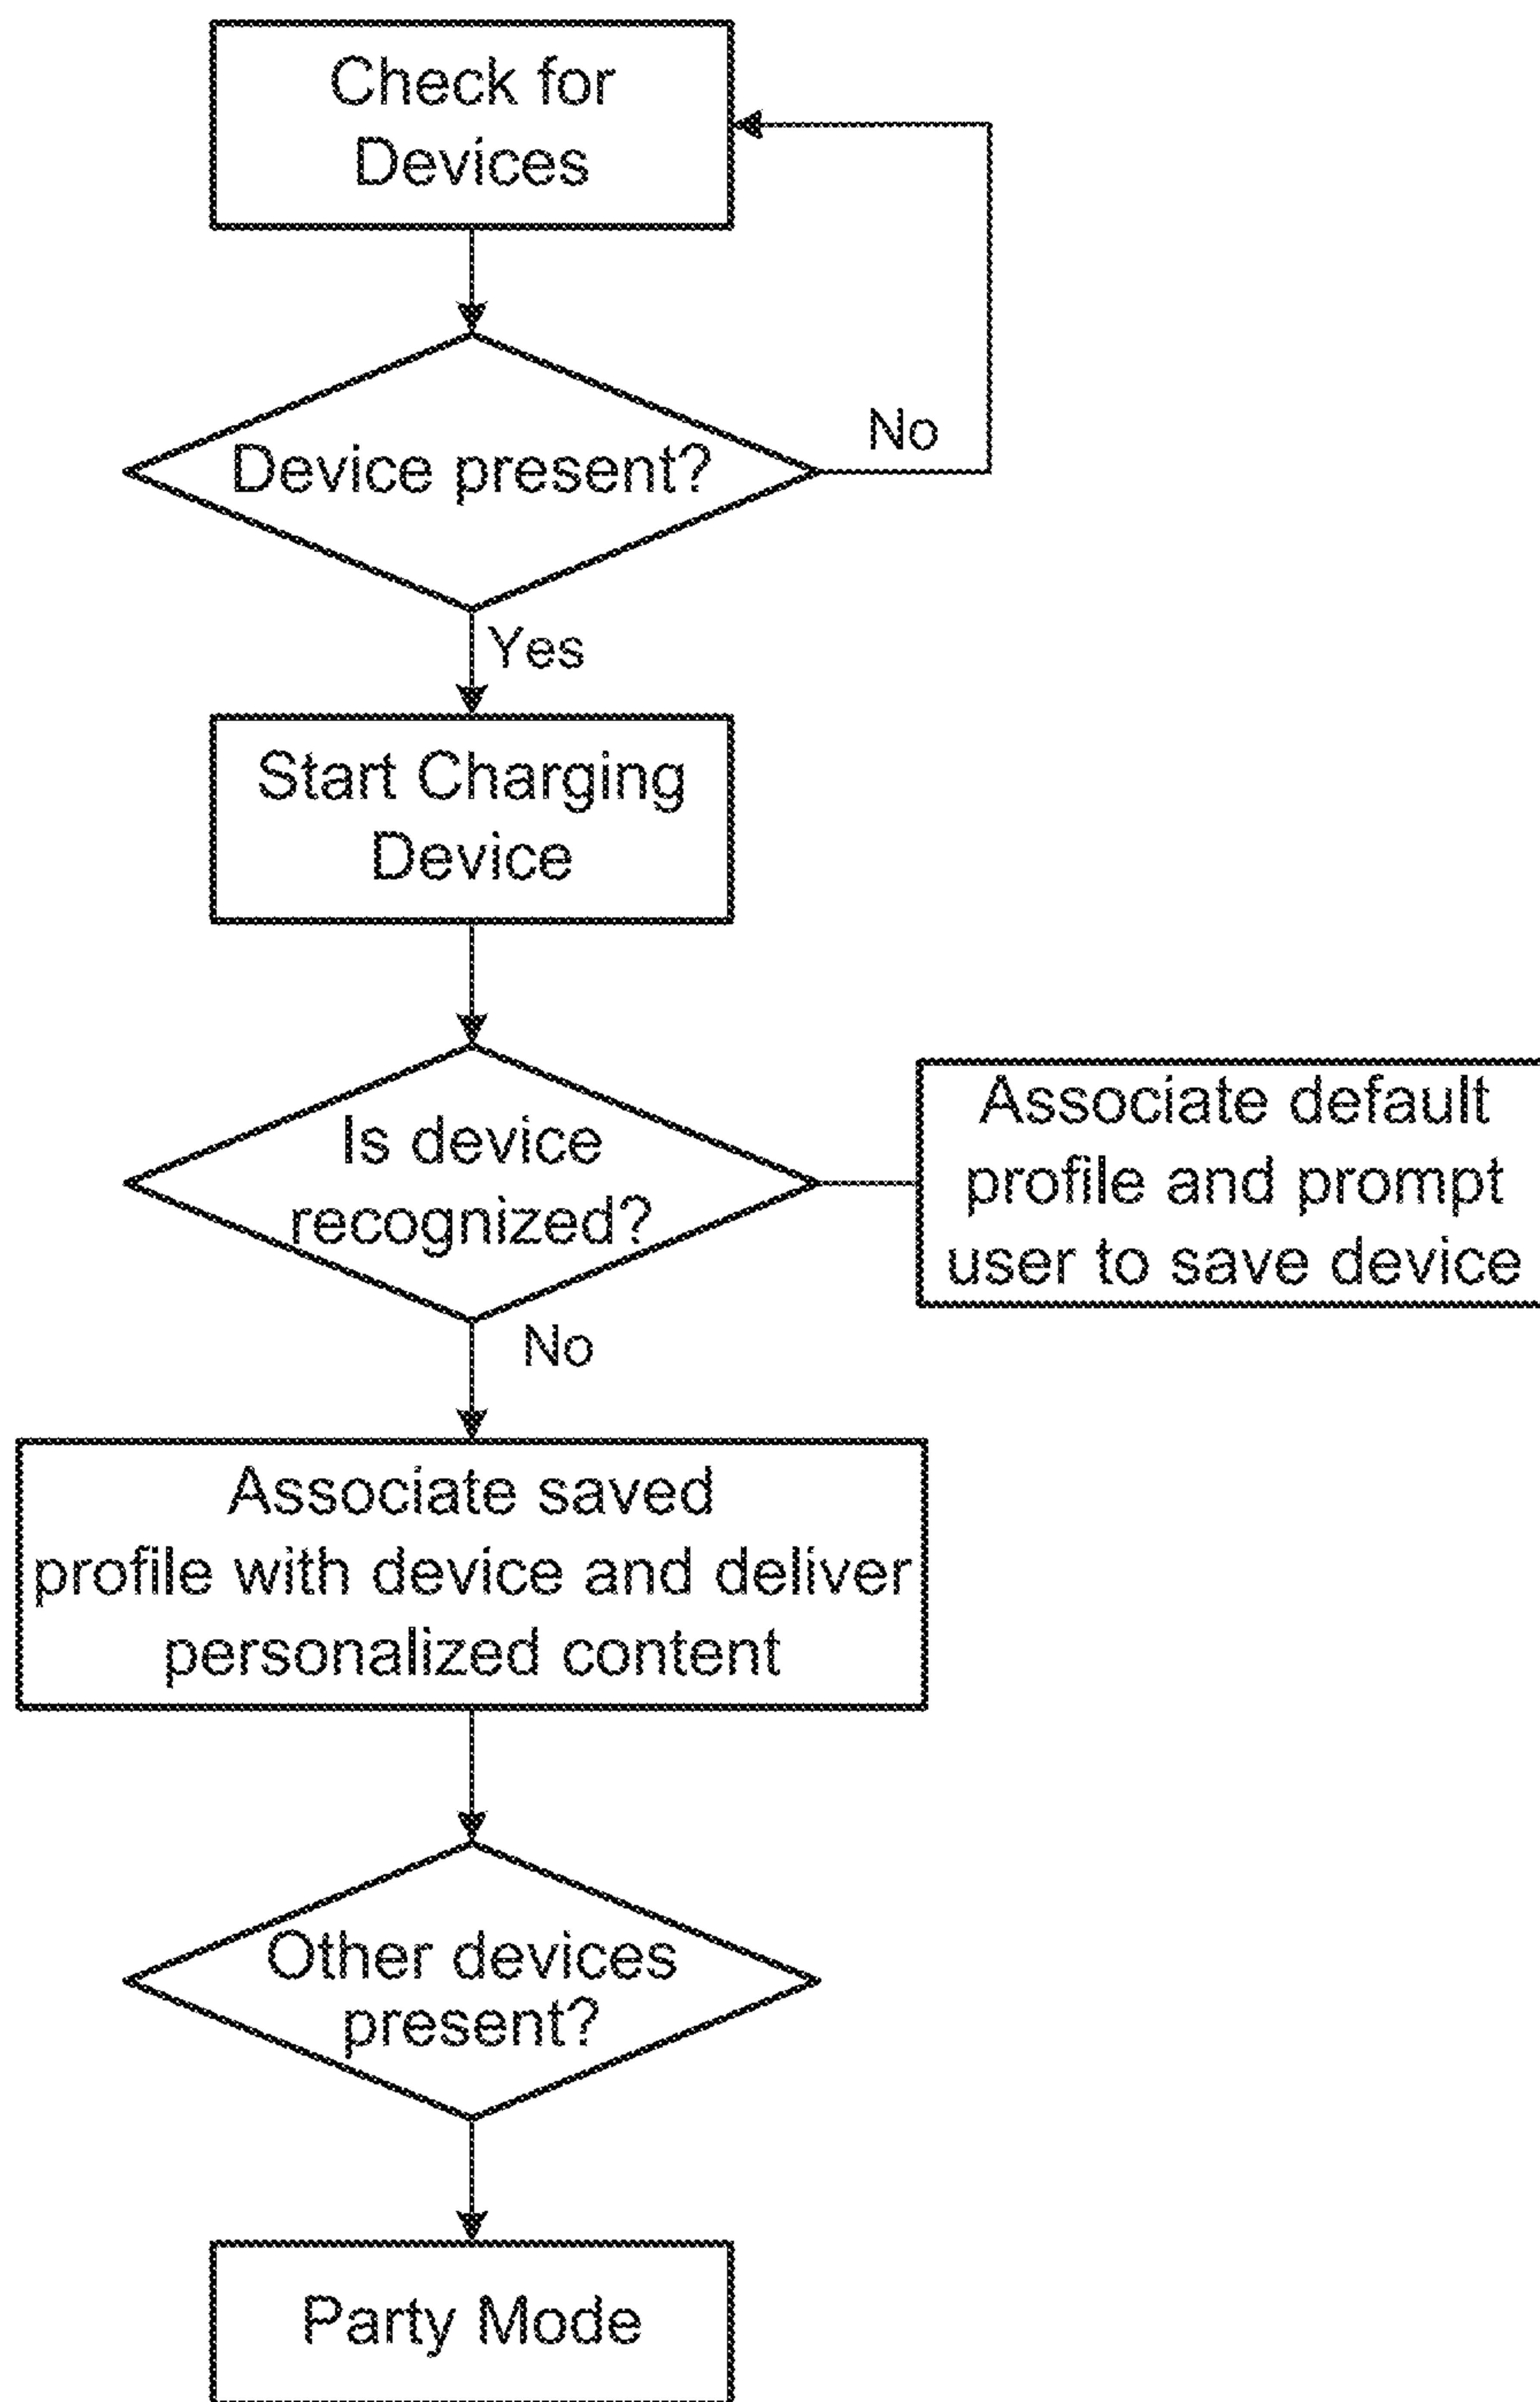 Check for
Devices
Device present?
No
Yes
Start Charging
Device
Is device
recognized?
Associate default
profile and prompt
user to save device
No
Associate saved
profile with device and deliver
personalized content
Other devices
present?
Party Mode